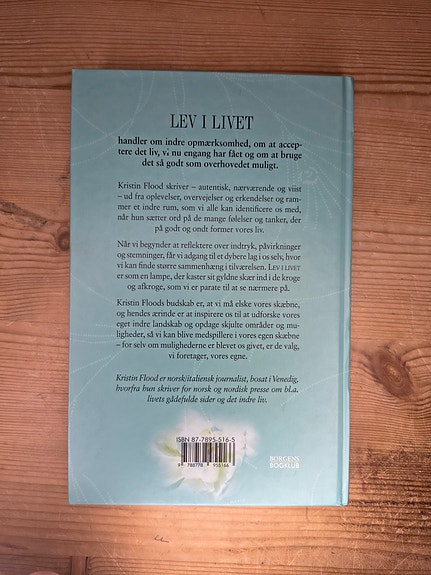 LEV I LIVET
handler om indre opmærksomhed, om at accep-
tere det liv, vi nu engang har fået og om at bruge
det så godt som overhovedet muligt.
Kristin Flood skriver – autentisk, nærværende og viist
– ud fra oplevelser, overvejelser og erkendelser og ram-
mer et indre rum, som vi alle kan identificere os med,
når hun sætter ord på de mange følelser og tanker, der
på godt og ondt former vores liv.
Når vi begynder at reflektere over indtryk, påvirkninger
og stemninger, får vi adgang til et dybere lag i os selv, hvor
vi kan finde større sammenhæng i tilværelsen. LEV I LIVET
er som en lampe, der kaster sit gyldne skær ind i de kroge
og afkroge, som vi er parate til at se nærmere på.
Kristin Floods budskab er, at vi må elske vores skæbne,
og hendes ærinde er at inspirere os til at udforske vores
eget indre landskab og opdage skjulte områder og mu-
ligheder, så vi kan blive medspillere i vores egen skæbne
– for selv om mulighederne er blevet os givet, er de valg,
vi foretager, vores egne.
Kristin Flood er norsk/italiensk journalist, bosat i Venedig,
hvorfra hun skriver for norsk og nordisk presse om bl.a.
livets gådefulde sider og det indre liv.
ISBN 87-7895-516-5
9 788778 955166
BORGENS
BOGKLUB